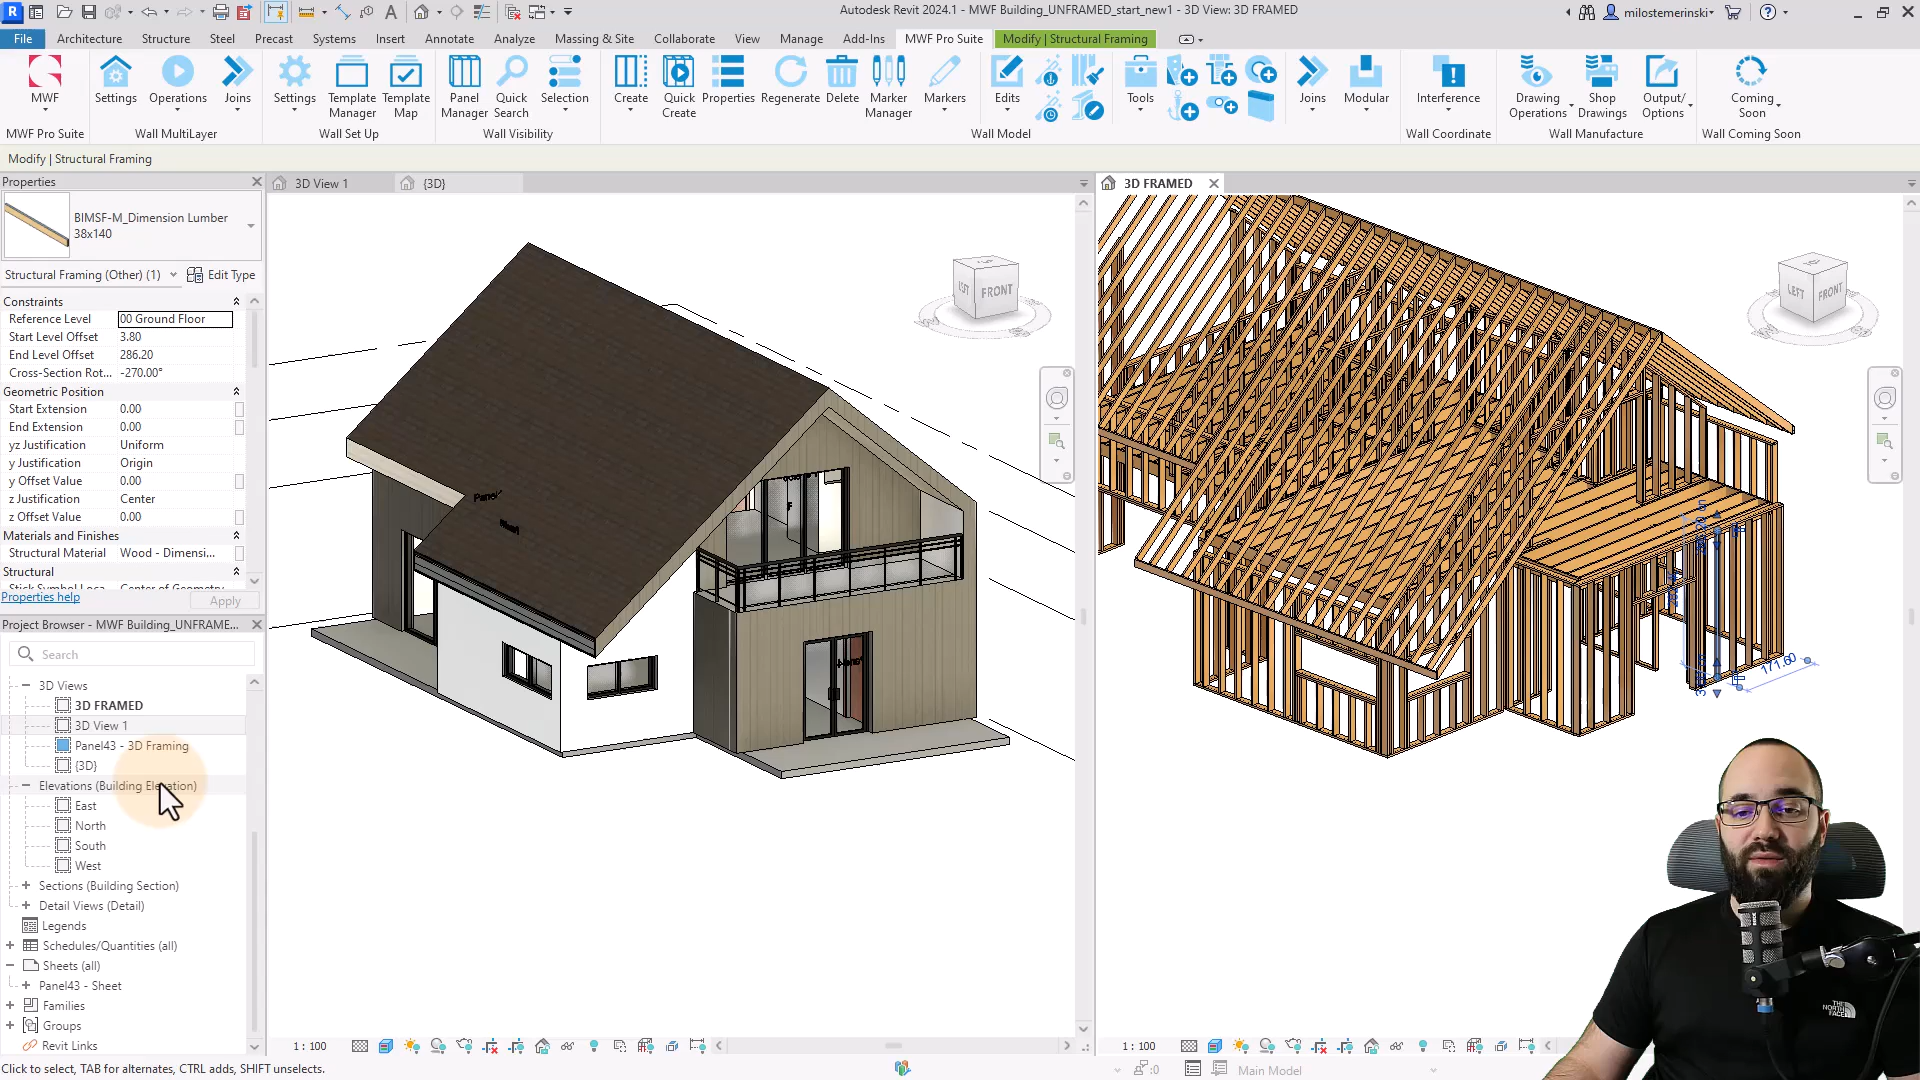 Autodesk Revit 2024.1 - MWF Building_UNFRAMED_start_new1 - 3D View: 3D FRAMED
milostemerinski
File Architecture Structure Steel Precast Systems Insert Annotate Analyze Massing & Site Collaborate View Manage Add-Ins MWF Pro Suite Modify | Structural Framing
MWF Settings Operations Joins Settings Template Manager Template Map Panel Manager Quick Search Selection Create Quick Create Properties Regenerate Delete Marker Manager Markers Edits Tools Joins Modular Interference Drawing Operations Shop Drawings Output/ Options Coming Soon
MWF Pro Suite Wall MultiLayer Wall Set Up Wall Visibility Wall Model Wall Coordinate Wall Manufacture Wall Coming Soon
Modify | Structural Framing
Properties
BIMSF-M_Dimension Lumber
38x140
Structural Framing (Other) (1) Edit Type
Constraints
Reference Level 00 Ground Floor
Start Level Offset 3.80
End Level Offset 286.20
Cross-Section Rot... -270.00°
Geometric Position
Start Extension 0.00
End Extension 0.00
yz Justification Uniform
y Justification Origin
y Offset Value 0.00
z Justification Center
z Offset Value 0.00
Materials and Finishes
Structural Material Wood - Dimensi...
Structural
Properties help Apply
Project Browser - MWF Building_UNFRAME...
Search
3D Views
3D FRAMED
3D View 1
Panel43 - 3D Framing
{3D}
Elevations (Building Elevation)
East
North
South
West
Sections (Building Section)
Detail Views (Detail)
Legends
Schedules/Quantities (all)
Sheets (all)
Panel43 - Sheet
Families
Groups
Revit Links
3D View 1 {3D}
FRONT
1 : 100
3D FRAMED
LEFT FRONT
171.60
1 : 100
THE NORTH FACE
Click to select, TAB for alternates, CTRL adds, SHIFT unselects.
:0
Main Model